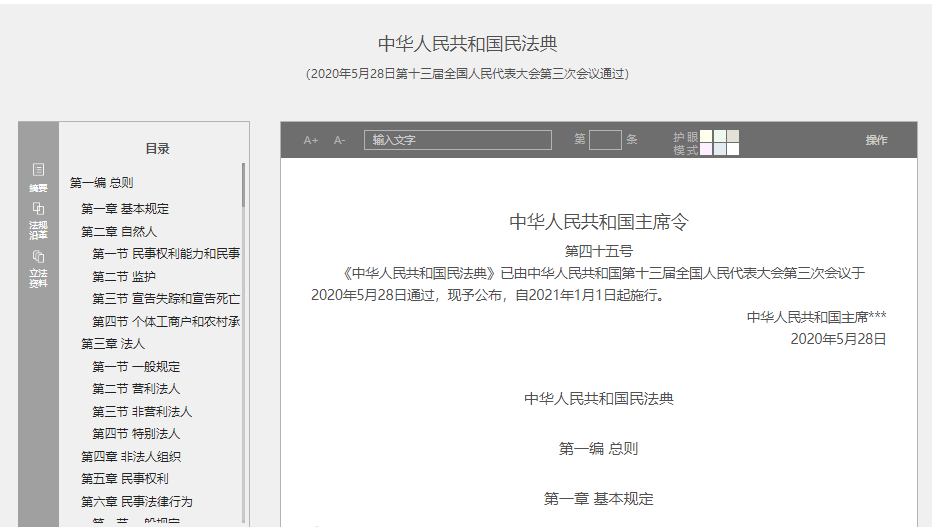 中华人民共和国民法典
（2020年5月28日第十三届全国人民代表大会第三次会议通过）
摘要
法规
沿革
立法
资料
目录
第一编 总则
第一章 基本规定
第二章 自然人
第一节 民事权利能力和民事
第二节 监护
第三节 宣告失踪和宣告死亡
第四节 个体工商户和农村承
第三章 法人
第一节 一般规定
第二节 营利法人
第三节 非营利法人
第四节 特别法人
第四章 非法人组织
第五章 民事权利
第六章 民事法律行为
第一节 一般规定
A+ A- 输入文字 第 条 护眼 操作
模式
中华人民共和国主席令
第四十五号
《中华人民共和国民法典》已由中华人民共和国第十三届全国人民代表大会第三次会议于
2020年5月28日通过，现予公布，自2021年1月1日起施行。
中华人民共和国主席***
2020年5月28日
中华人民共和国民法典
第一编 总则
第一章 基本规定